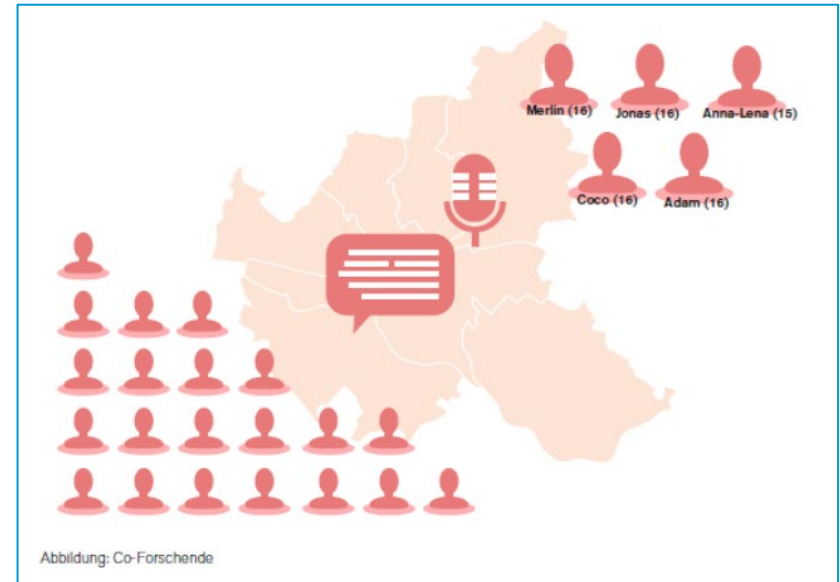 Merlin (16) Jonas (16) Anna-Lena (15)
Coco (16) Adam (16)
Abbildung: Co-Forschende